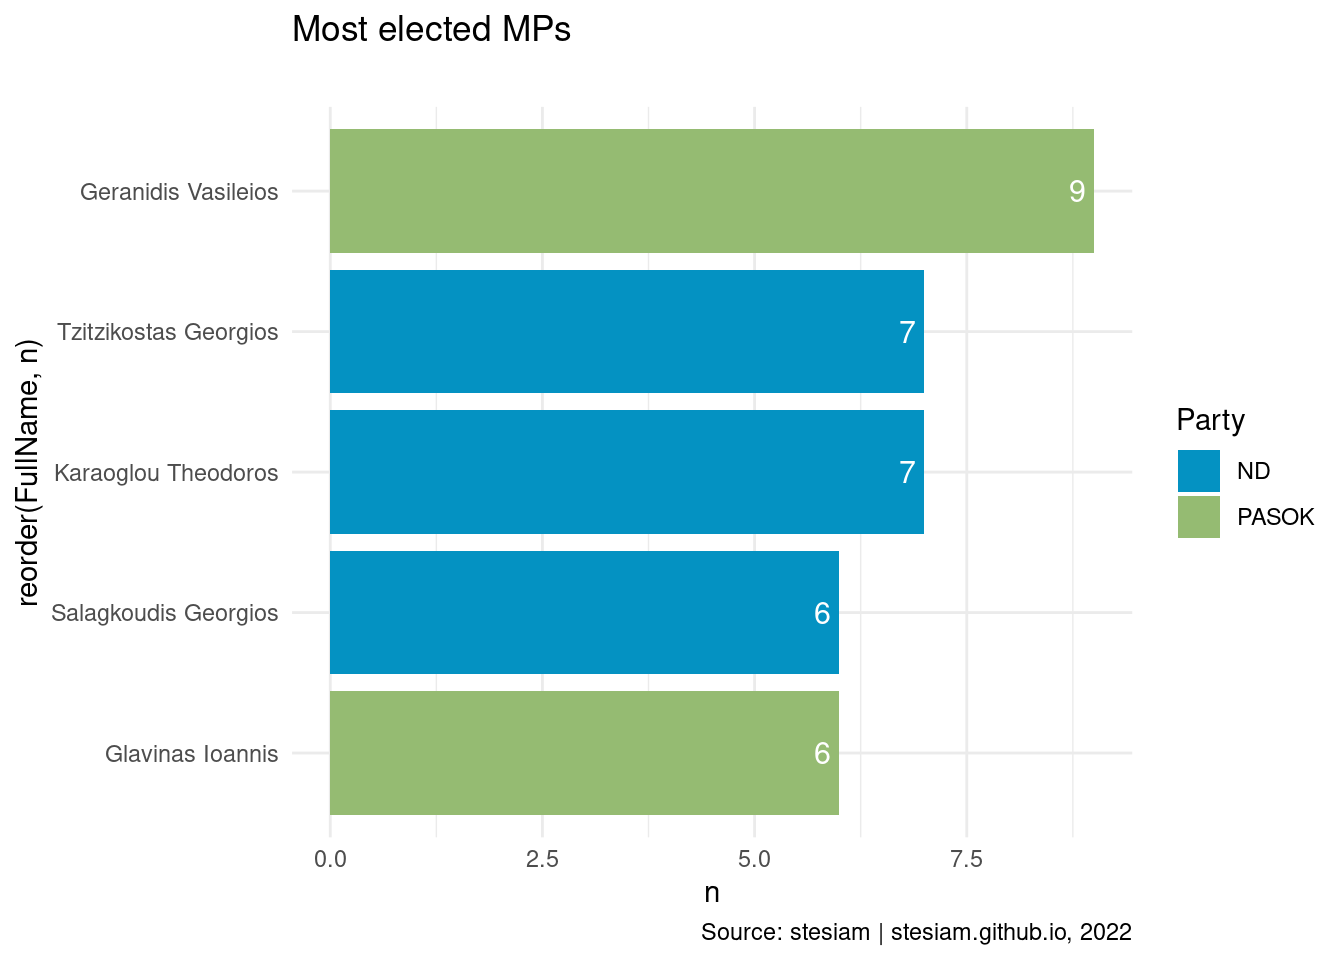 Most elected MPs
reorder(FullName, n)
Geranidis Vasileios
9
Tzitzikostas Georgios
7
Karaoglou Theodoros
7
Salagkoudis Georgios
6
Glavinas Ioannis
6
0.0 2.5 5.0 7.5
n
Party
ND
PASOK
Source: stesiam | stesiam.github.io, 2022